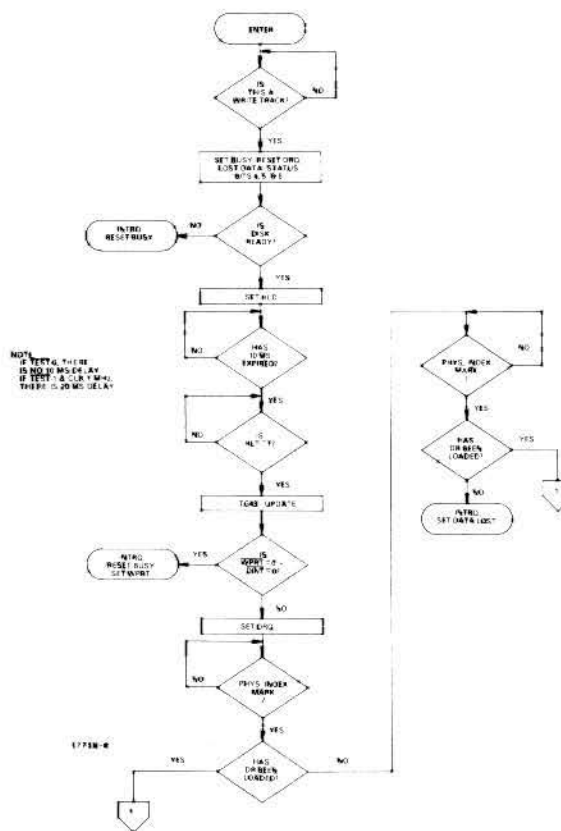 ENTER
IS
THIS A
WRITE TRACK?
NO
YES
SET BUSY RESET DRQ
LOST DATA STATUS
BITS 4, 5 & 6
IS
DISK
READY?
NO
INTRQ
RESET BUSY
YES
SET HLD
HAS
10 MS
EXPIRED?
NO
YES
NOTE
IF TEST 0, THERE
IS NO 10 MS DELAY
IF TEST 1 & CLK 1 MHz,
THERE IS 20 MS DELAY
IS
HLT 1?
NO
YES
TG43 UPDATE
IS
WPRT = 0
DINT = 0?
YES
INTRQ
RESET BUSY
SET WPRT
NO
SET DRQ
PHYS. INDEX
MARK
?
NO
YES
HAS
DR BEEN
LOADED?
YES
NO
PHYS. INDEX
MARK
NO
YES
HAS
DR BEEN
LOADED?
YES
NO
INTRQ
SET DATA LOST